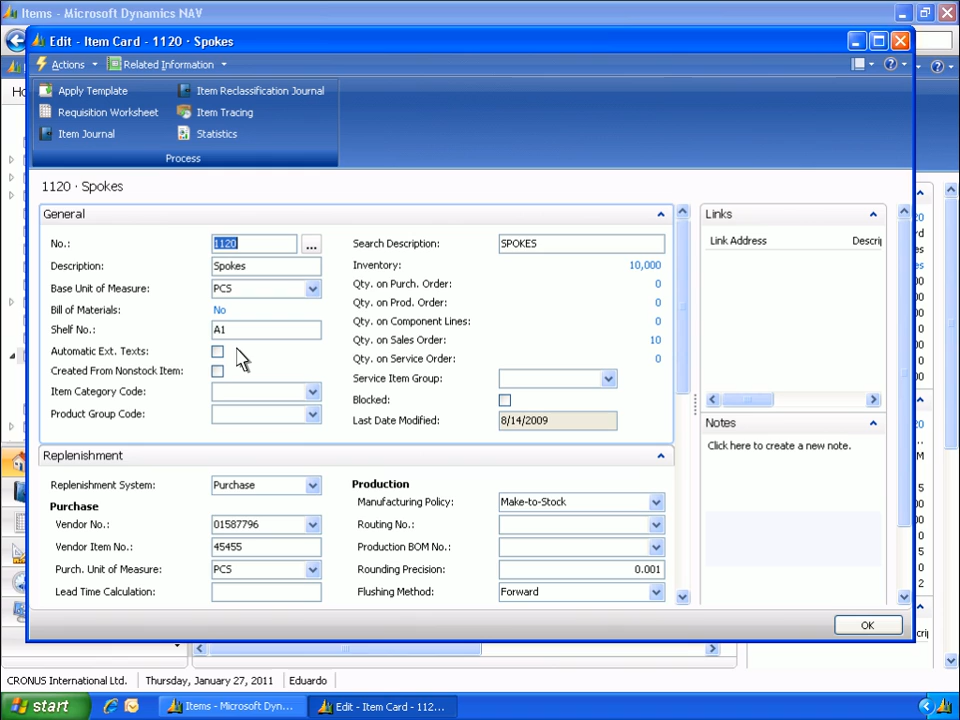 Items - Microsoft Dynamics NAV
Edit - Item Card - 1120 · Spokes
Actions
Related Information
Apply Template
Item Reclassification Journal
Requisition Worksheet
Item Tracing
Item Journal
Statistics
Process
1120 · Spokes
General
No.: 1120 ...
Search Description: SPOKES
Description: Spokes
Inventory: 10,000
Base Unit of Measure: PCS
Qty. on Purch. Order: 0
Bill of Materials: No
Qty. on Prod. Order: 0
Shelf No.: A1
Qty. on Component Lines: 0
Qty. on Sales Order: 10
Automatic Ext. Texts:
Qty. on Service Order: 0
Created From Nonstock Item:
Service Item Group:
Item Category Code:
Blocked:
Product Group Code:
Last Date Modified: 8/14/2009
Replenishment
Replenishment System: Purchase
Production
Purchase
Manufacturing Policy: Make-to-Stock
Vendor No.: 01587796
Routing No.:
Vendor Item No.: 45455
Production BOM No.:
Purch. Unit of Measure: PCS
Rounding Precision: 0.001
Lead Time Calculation:
Flushing Method: Forward
Links
Link Address Descri
Notes
Click here to create a new note.
OK
CRONUS International Ltd. Thursday, January 27, 2011 Eduardo
start
Items - Microsoft Dyn...
Edit - Item Card - 112...